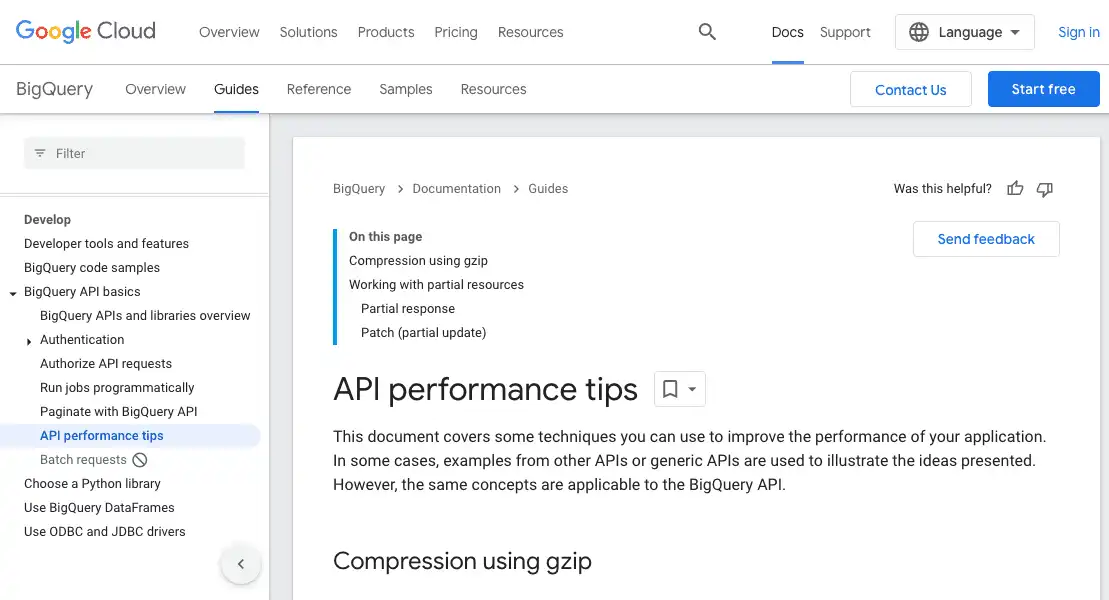 Google Cloud Overview Solutions Products Pricing Resources Docs Support Language Sign in
BigQuery Overview Guides Reference Samples Resources Contact Us Start free
Filter
Develop
Developer tools and features
BigQuery code samples
BigQuery API basics
BigQuery APIs and libraries overview
Authentication
Authorize API requests
Run jobs programmatically
Paginate with BigQuery API
API performance tips
Batch requests
Choose a Python library
Use BigQuery DataFrames
Use ODBC and JDBC drivers
BigQuery Documentation Guides
Was this helpful?
Send feedback
On this page
Compression using gzip
Working with partial resources
Partial response
Patch (partial update)
API performance tips
This document covers some techniques you can use to improve the performance of your application.
In some cases, examples from other APIs or generic APIs are used to illustrate the ideas presented.
However, the same concepts are applicable to the BigQuery API.
Compression using gzip